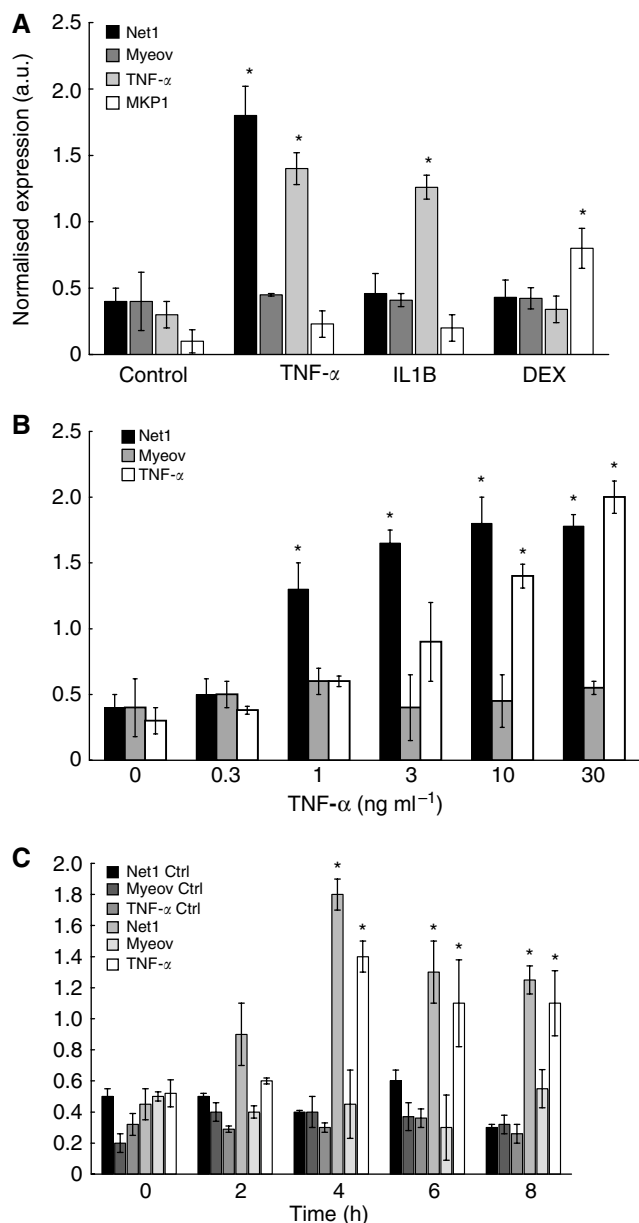 A
Net1
Myeov
TNF-α
MKP1
Normalised expression (a.u.)
2.5
2.0
1.5
1.0
0.5
0
*
*
*
*
Control
TNF-α
IL1B
DEX
B
Net1
Myeov
TNF-α
2.5
2.0
1.5
1.0
0.5
0
*
*
*
*
*
*
0
0.3
1
3
10
30
TNF-α (ng ml⁻¹)
C
Net1 Ctrl
Myeov Ctrl
TNF-α Ctrl
Net1
Myeov
TNF-α
2.0
1.8
1.6
1.4
1.2
1.0
0.8
0.6
0.4
0.2
0
*
*
*
*
*
*
0
2
4
6
8
Time (h)